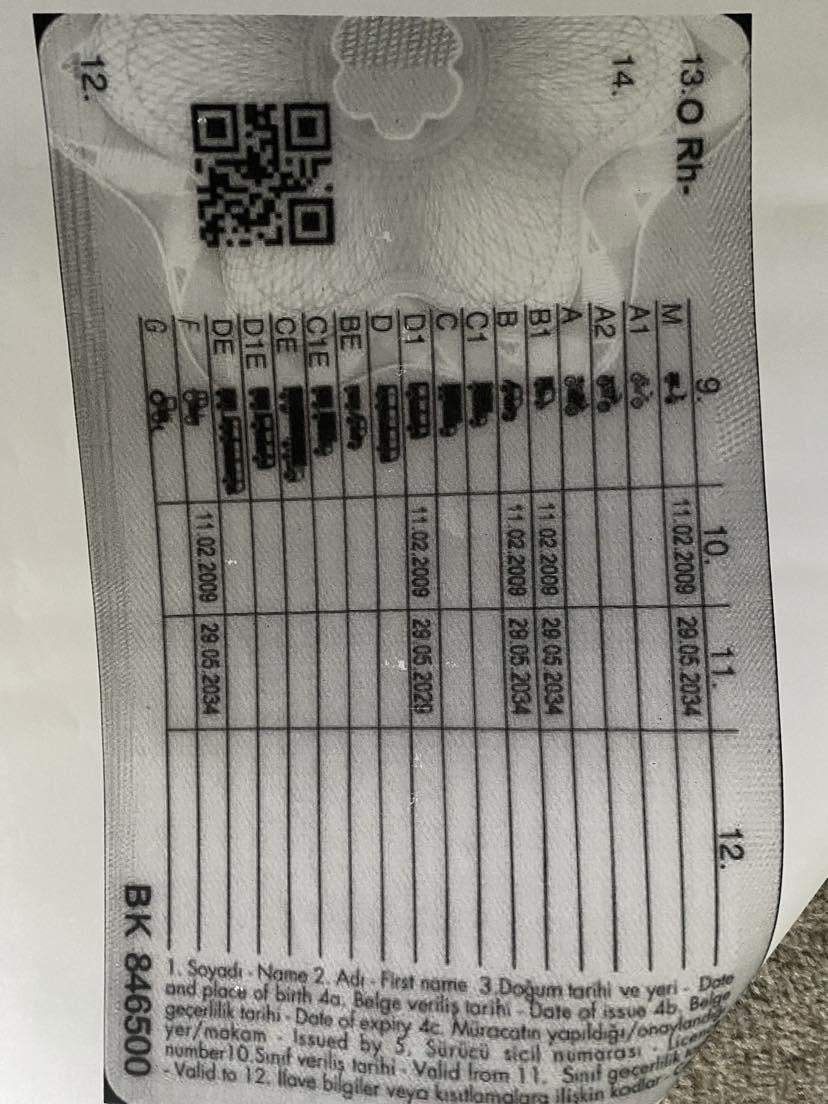 13.O Rh-
14.
12.
9. 10. 11. 12.
M 11.02.2009 29.05.2034
A1
A2
A
B1 11.02.2009 29.05.2034
B 11.02.2009 29.05.2034
C1
C
D1 11.02.2009 29.05.2029
D
BE
C1E
CE
D1E
DE
F 11.02.2009 29.05.2034
G
1. Soyadı - Name 2. Adı - First name 3.Doğum tarihi ve yeri - Date
and place of birth 4a. Belge veriliş tarihi - Date of issue 4b. Belge
geçerlilik tarihi - Date of expiry 4c. Müracatın yapıldığı/onaylandığı
yer/makam - Issued by 5. Sürücü sicil numarası - Licence
number10.Sınıf veriliş tarihi - Valid from 11. Sınıf geçerlilik
- Valid to 12. İlave bilgiler veya kısıtlamalara ilişkin kodlar -
BK 846500